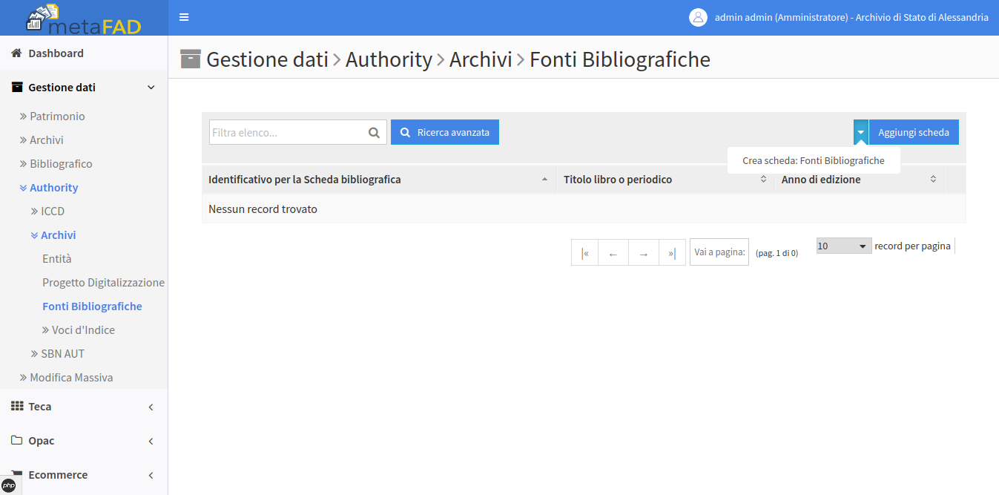 metaFAD
admin admin (Amministratore) - Archivio di Stato di Alessandria
Dashboard
Gestione dati
Patrimonio
Archivi
Bibliografico
Authority
ICCD
Archivi
Entità
Progetto Digitalizzazione
Fonti Bibliografiche
Voci d'Indice
SBN AUT
Modifica Massiva
Teca
Opac
Ecommerce
php
Gestione dati > Authority > Archivi > Fonti Bibliografiche
Filtra elenco...
Ricerca avanzata
Aggiungi scheda
Crea scheda: Fonti Bibliografiche
Identificativo per la Scheda bibliografica Titolo libro o periodico Anno di edizione
Nessun record trovato
|« ← → »| Vai a pagina: (pag. 1 di 0) 10 record per pagina